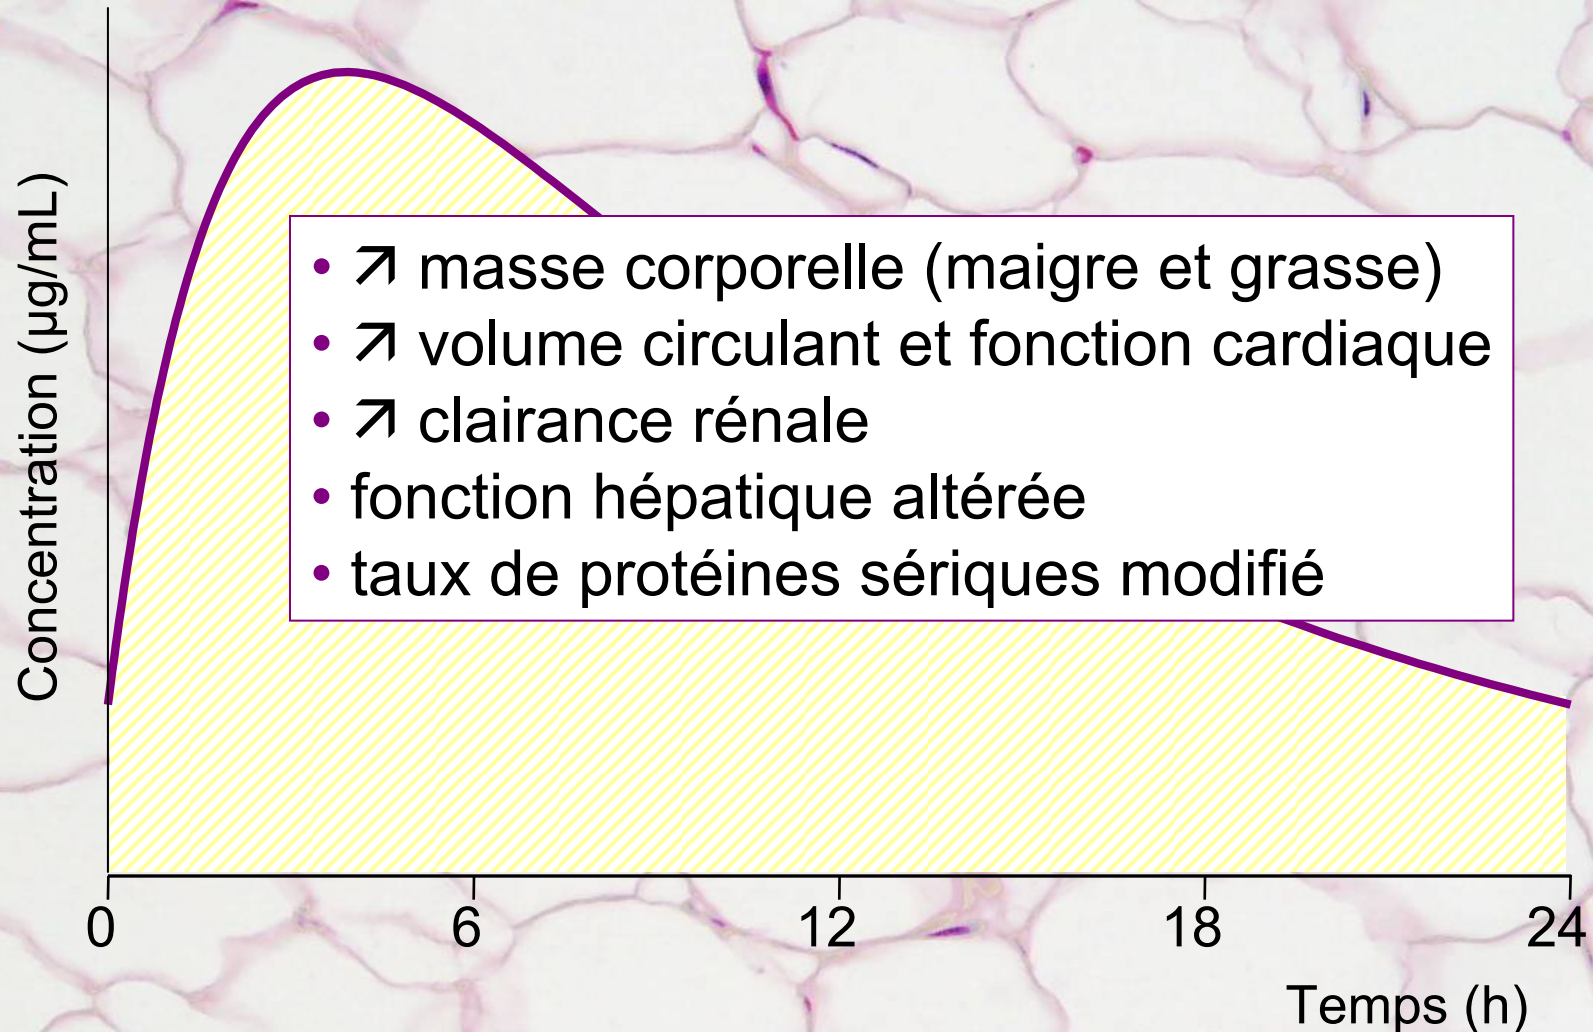 Concentration (µg/mL)
• ↗ masse corporelle (maigre et grasse)
• ↗ volume circulant et fonction cardiaque
• ↗ clairance rénale
• fonction hépatique altérée
• taux de protéines sériques modifié
0 6 12 18 24
Temps (h)